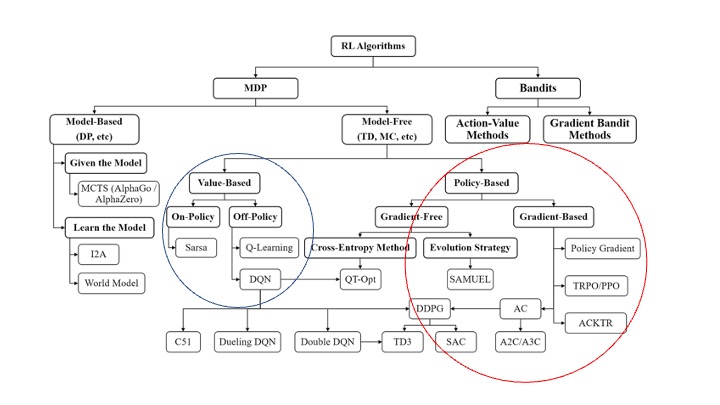 RL Algorithms
MDP
Bandits
Model-Based
(DP, etc)
Model-Free
(TD, MC, etc)
Action-Value
Methods
Gradient Bandit
Methods
Given the Model
MCTS (AlphaGo /
AlphaZero)
Learn the Model
I2A
World Model
Value-Based
Policy-Based
On-Policy
Off-Policy
Gradient-Free
Gradient-Based
Sarsa
Q-Learning
Cross-Entropy Method
Evolution Strategy
Policy Gradient
DQN
QT-Opt
SAMUEL
TRPO/PPO
DDPG
AC
ACKTR
C51
Dueling DQN
Double DQN
TD3
SAC
A2C/A3C